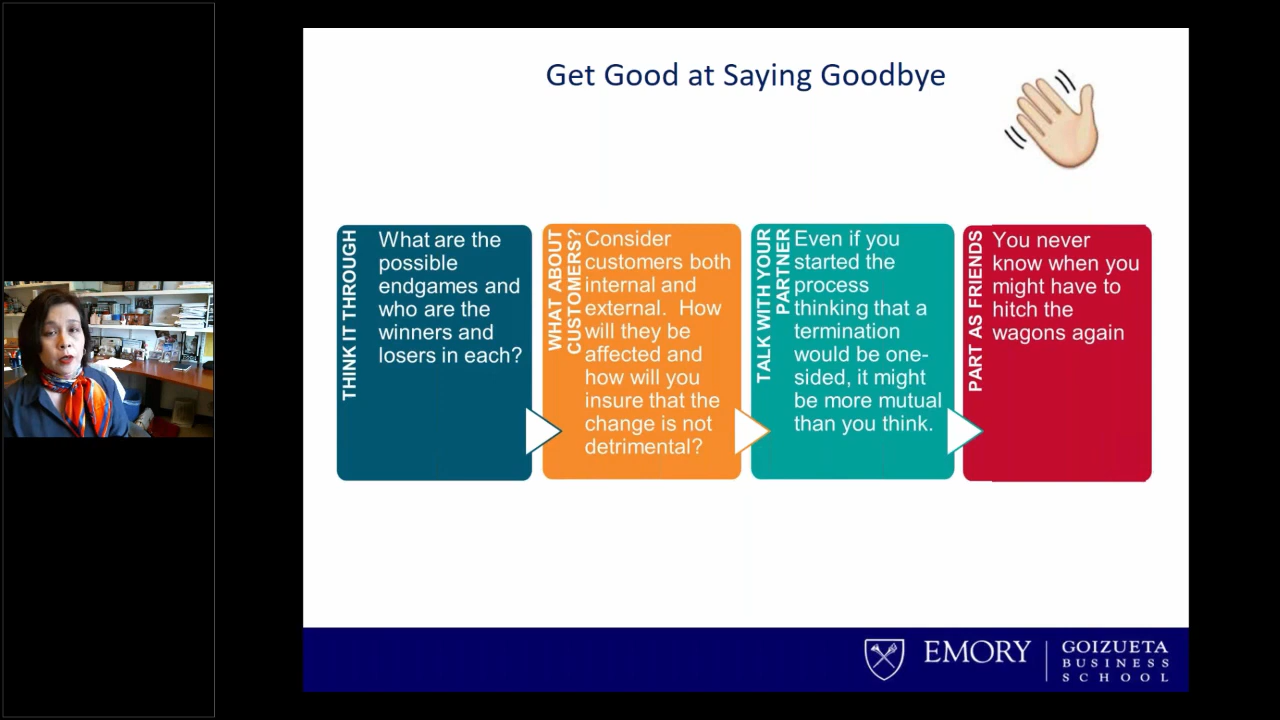 Get Good at Saying Goodbye
THINK IT THROUGH
What are the
possible
endgames and
who are the
winners and
losers in each?
WHAT ABOUT
CUSTOMERS?
Consider
customers both
internal and
external.  How
will they be
affected and
how will you
insure that the
change is not
detrimental?
TALK WITH YOUR
PARTNER
Even if you
started the
process
thinking that a
termination
would be one-
sided, it might
be more mutual
than you think.
PART AS FRIENDS
You never
know when you
might have to
hitch the
wagons again
EMORY
GOIZUETA
BUSINESS
SCHOOL